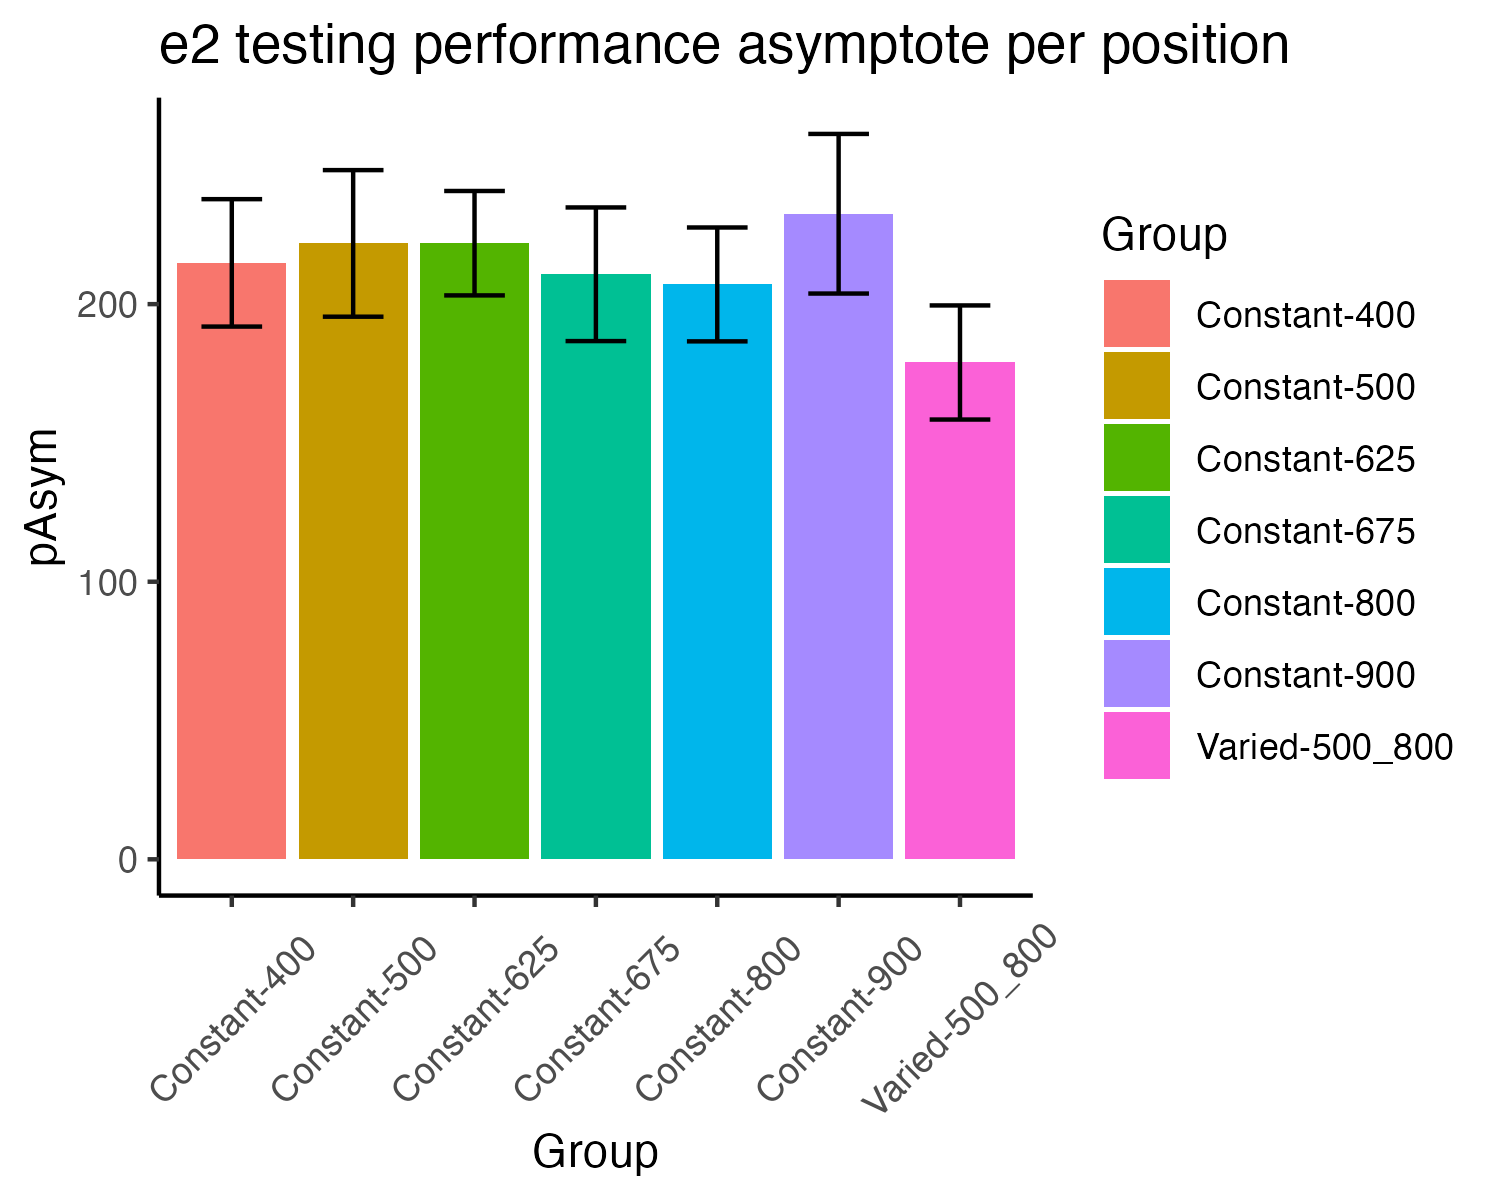 e2 testing performance asymptote per position
pAsym
200
100
0
Constant-400
Constant-500
Constant-625
Constant-675
Constant-800
Constant-900
Varied-500_800
Group
Group
Constant-400
Constant-500
Constant-625
Constant-675
Constant-800
Constant-900
Varied-500_800